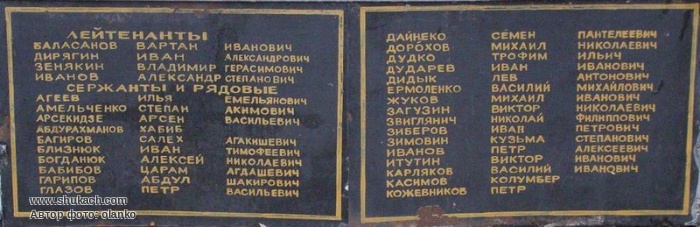 ЛЕЙТЕНАНТЫ
БАЛАСАНОВ ВАРТАН ИВАНОВИЧ
ДИРЯГИН ИВАН АЛЕКСАНДРОВИЧ
ЗЕНЯКИН ВЛАДИМИР ГЕРАСИМОВИЧ
ИВАНОВ АЛЕКСАНДР СТЕПАНОВИЧ
СЕРЖАНТЫ И РЯДОВЫЕ
АГЕЕВ ИЛЬЯ ЕМЕЛЬЯНОВИЧ
АМЕЛЬЧЕНКО СТЕПАН АКИМОВИЧ
АРСЕКИДЗЕ АРСЕН ВАСИЛЬЕВИЧ
АБДУРАХМАНОВ ХАБИБ
БАГИРОВ САЛЕХ АГАКИШЕВИЧ
БЛИЗНЮК ИВАН ТИМОФЕЕВИЧ
БОГДАНЮК АЛЕКСЕЙ НИКОЛАЕВИЧ
БАБИБОВ ЦАРАМ АГДАШЕВИЧ
ГАРИПОВ АБДУЛ ШАКИРОВИЧ
ГЛАЗОВ ПЕТР ВАСИЛЬЕВИЧ
ДАЙНЕКО СЕМЕН ПАНТЕЛЕЕВИЧ
ДОРОХОВ МИХАИЛ НИКОЛАЕВИЧ
ДУДКО ТРОФИМ ИЛЬИЧ
ДУДАРЕВ ИВАН ИВАНОВИЧ
ДИДЫК ЛЕВ АНТОНОВИЧ
ЕРМОЛЕНКО ВАСИЛИЙ МИХАЙЛОВИЧ
ЖУКОВ МИХАИЛ ИВАНОВИЧ
ЗАГУЗИН ВИКТОР НИКОЛАЕВИЧ
ЗВИГЛЯНИЧ НИКОЛАЙ ФИЛИППОВИЧ
ЗИБЕРОВ ИВАН ПЕТРОВИЧ
ЗИМОВИН КУЗЬМА СТЕПАНОВИЧ
ИВАНОВ ПЕТР АЛЕКСЕЕВИЧ
ИТУТИН ВИКТОР ИВАНОВИЧ
КАРЛЯКОВ ВАСИЛИЙ ИВАНОВИЧ
КАСИМОВ КОЛУМБЕР
КОЖЕВНИКОВ ПЕТР
www.shukach.com
Автор фото: olanko